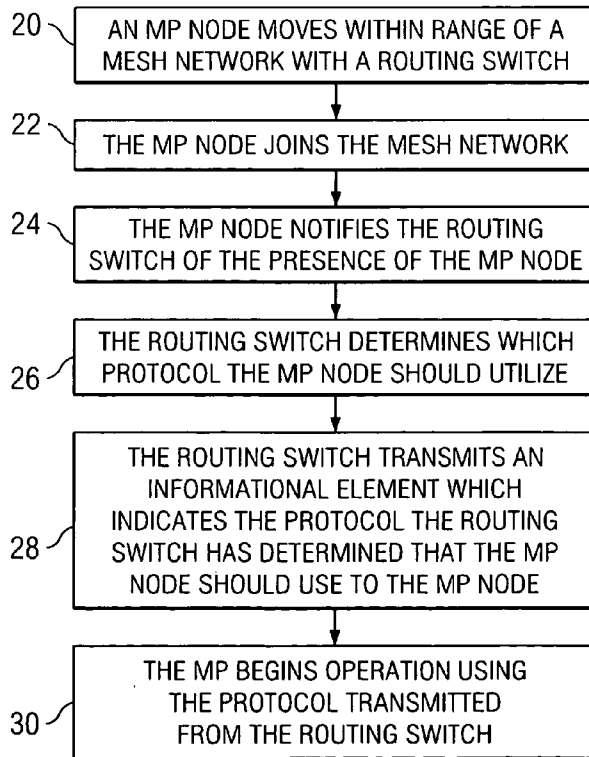 20
AN MP NODE MOVES WITHIN RANGE OF A
MESH NETWORK WITH A ROUTING SWITCH
22
THE MP NODE JOINS THE MESH NETWORK
24
THE MP NODE NOTIFIES THE ROUTING
SWITCH OF THE PRESENCE OF THE MP NODE
26
THE ROUTING SWITCH DETERMINES WHICH
PROTOCOL THE MP NODE SHOULD UTILIZE
28
THE ROUTING SWITCH TRANSMITS AN
INFORMATIONAL ELEMENT WHICH
INDICATES THE PROTOCOL THE ROUTING
SWITCH HAS DETERMINED THAT THE MP
NODE SHOULD USE TO THE MP NODE
30
THE MP BEGINS OPERATION USING
THE PROTOCOL TRANSMITTED
FROM THE ROUTING SWITCH